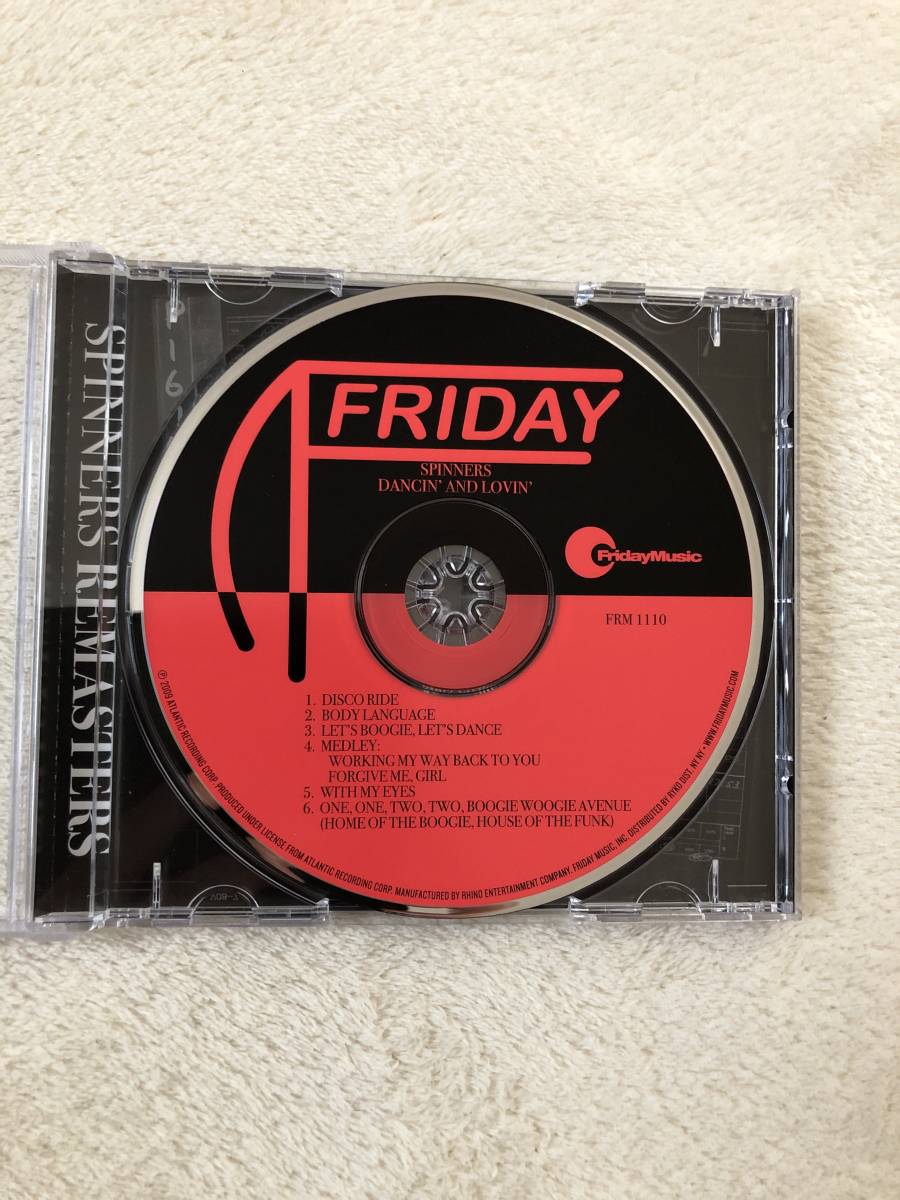 SPINNERS REMASTERS
FRIDAY
SPINNERS
DANCIN' AND LOVIN'
FridayMusic
FRM 1110
1. DISCO RIDE
2. BODY LANGUAGE
3. LET'S BOOGIE, LET'S DANCE
4. MEDLEY:
WORKING MY WAY BACK TO YOU
FORGIVE ME, GIRL
5. WITH MY EYES
6. ONE, ONE, TWO, TWO, BOOGIE WOOGIE AVENUE
(HOME OF THE BOOGIE, HOUSE OF THE FUNK)
℗ 2009 ATLANTIC RECORDING CORP. PRODUCED UNDER LICENSE FROM ATLANTIC RECORDING CORP. MANUFACTURED BY RHINO ENTERTAINMENT COMPANY. FRIDAY MUSIC, INC. DISTRIBUTED BY RYKO DIST. NY NY • WWW.FRIDAYMUSIC.COM